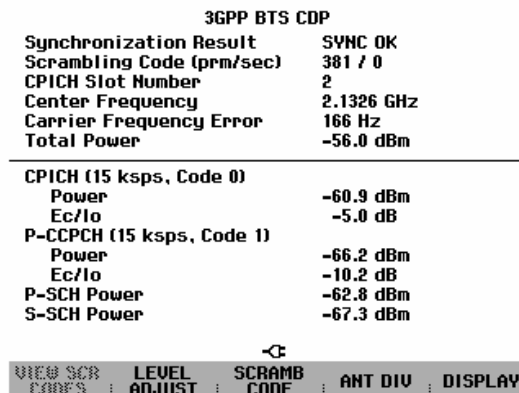 3GPP BTS CDP
Synchronization Result SYNC OK
Scrambling Code (prm/sec) 381 / 0
CPICH Slot Number 2
Center Frequency 2.1326 GHz
Carrier Frequency Error 166 Hz
Total Power -56.0 dBm
CPICH (15 ksps, Code 0)
Power -60.9 dBm
Ec/Io -5.0 dB
P-CCPCH (15 ksps, Code 1)
Power -66.2 dBm
Ec/Io -10.2 dB
P-SCH Power -62.8 dBm
S-SCH Power -67.3 dBm
VIEW SCR CODES LEVEL ADJUST SCRAMB CODE ANT DIV DISPLAY